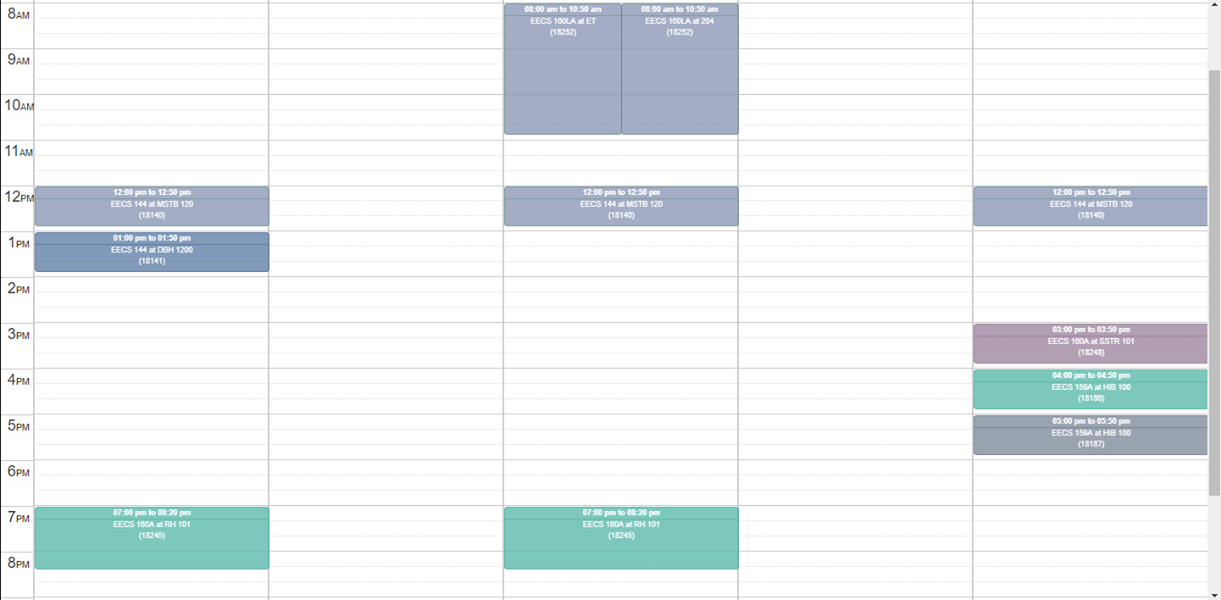 8AM
9AM
10AM
11AM
12PM
1PM
2PM
3PM
4PM
5PM
6PM
7PM
8PM
12:00 pm to 12:50 pm
EECS 144 at MSTB 120
(18140)
01:00 pm to 01:50 pm
EECS 144 at DBH 1200
(18141)
07:00 pm to 08:20 pm
EECS 160A at RH 101
(18245)
08:00 am to 10:50 am
EECS 160LA at ET
(18252)
08:00 am to 10:50 am
EECS 160LA at 204
(18252)
12:00 pm to 12:50 pm
EECS 144 at MSTB 120
(18140)
07:00 pm to 08:20 pm
EECS 160A at RH 101
(18245)
12:00 pm to 12:50 pm
EECS 144 at MSTB 120
(18140)
03:00 pm to 03:50 pm
EECS 160A at SSTR 101
(18248)
04:00 pm to 04:50 pm
EECS 159A at HIB 100
(18186)
05:00 pm to 05:50 pm
EECS 159A at HIB 100
(18187)